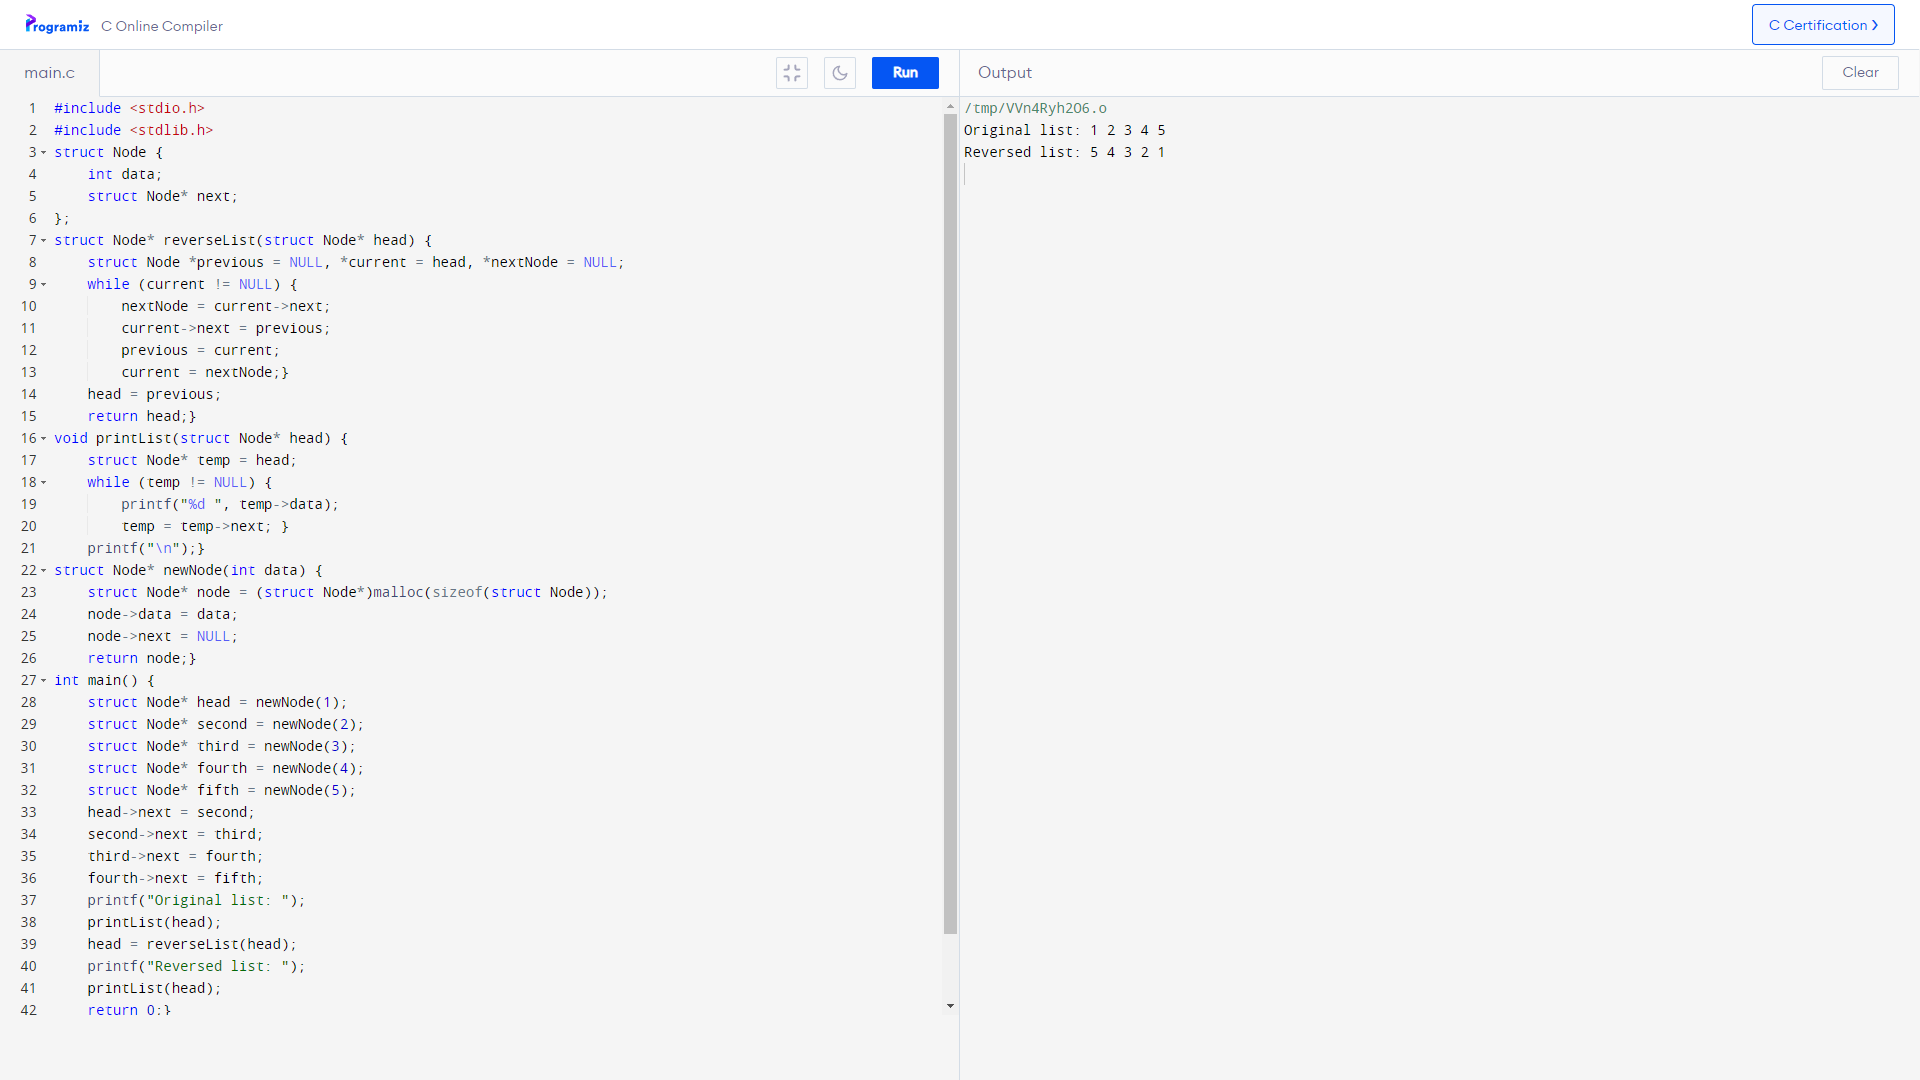 Programiz C Online Compiler
C Certification
main.c
Run
Output
Clear
1 #include <stdio.h>
2 #include <stdlib.h>
3 struct Node {
4     int data;
5     struct Node* next;
6 };
7 struct Node* reverseList(struct Node* head) {
8     struct Node *previous = NULL, *current = head, *nextNode = NULL;
9     while (current != NULL) {
10         nextNode = current->next;
11         current->next = previous;
12         previous = current;
13         current = nextNode;}
14     head = previous;
15     return head;}
16 void printList(struct Node* head) {
17     struct Node* temp = head;
18     while (temp != NULL) {
19         printf("%d ", temp->data);
20         temp = temp->next; }
21     printf("\n");}
22 struct Node* newNode(int data) {
23     struct Node* node = (struct Node*)malloc(sizeof(struct Node));
24     node->data = data;
25     node->next = NULL;
26     return node;}
27 int main() {
28     struct Node* head = newNode(1);
29     struct Node* second = newNode(2);
30     struct Node* third = newNode(3);
31     struct Node* fourth = newNode(4);
32     struct Node* fifth = newNode(5);
33     head->next = second;
34     second->next = third;
35     third->next = fourth;
36     fourth->next = fifth;
37     printf("Original list: ");
38     printList(head);
39     head = reverseList(head);
40     printf("Reversed list: ");
41     printList(head);
42     return 0;}
/tmp/VVn4Ryh2O6.o
Original list: 1 2 3 4 5
Reversed list: 5 4 3 2 1